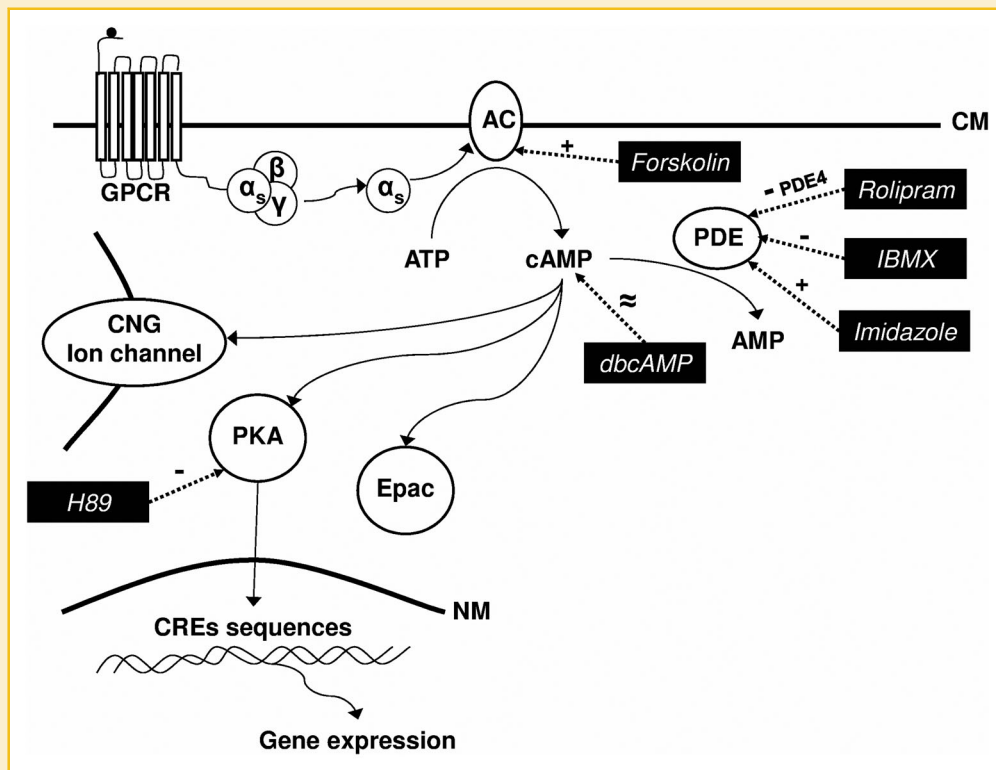 AC
CM
+
Forskolin
GPCR
β
αs
γ
αs
- PDE4
Rolipram
PDE
-
IBMX
ATP
cAMP
+
≈
AMP
Imidazole
CNG
Ion channel
dbcAMP
PKA
-
H89
Epac
NM
CREs sequences
Gene expression